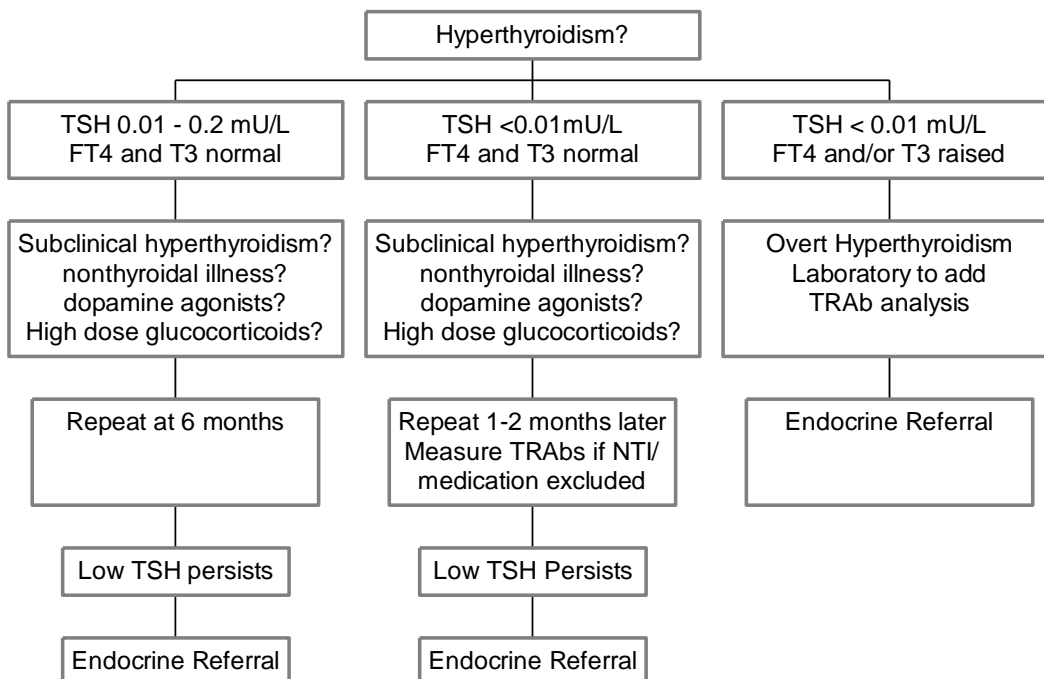 Hyperthyroidism?
TSH 0.01 - 0.2 mU/L
FT4 and T3 normal
TSH <0.01mU/L
FT4 and T3 normal
TSH < 0.01 mU/L
FT4 and/or T3 raised
Subclinical hyperthyroidism?
nonthyroidal illness?
dopamine agonists?
High dose glucocorticoids?
Subclinical hyperthyroidism?
nonthyroidal illness?
dopamine agonists?
High dose glucocorticoids?
Overt Hyperthyroidism
Laboratory to add
TRAb analysis
Repeat at 6 months
Repeat 1-2 months later
Measure TRAbs if NTI/
medication excluded
Endocrine Referral
Low TSH persists
Low TSH Persists
Endocrine Referral
Endocrine Referral